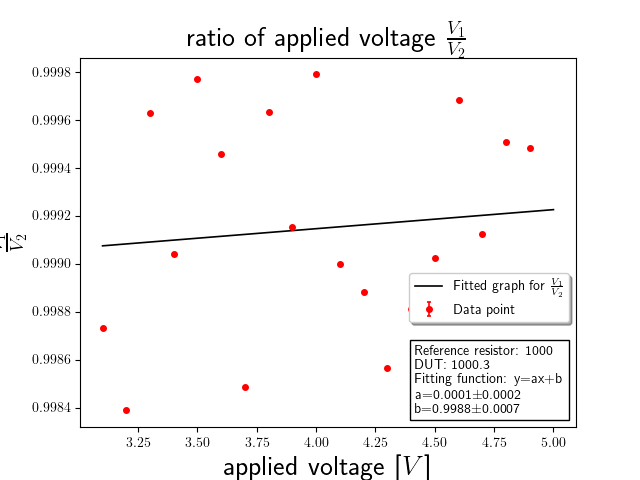 ratio of applied voltage V₁/V₂
0.9998
0.9996
0.9994
0.9992
0.9990
0.9988
0.9986
0.9984
V₁/V₂
Fitted graph for V₁/V₂
Data point
Reference resistor: 1000
DUT: 1000.3
Fitting function: y=ax+b
a=0.0001±0.0002
b=0.9988±0.0007
3.25 3.50 3.75 4.00 4.25 4.50 4.75 5.00
applied voltage [V]